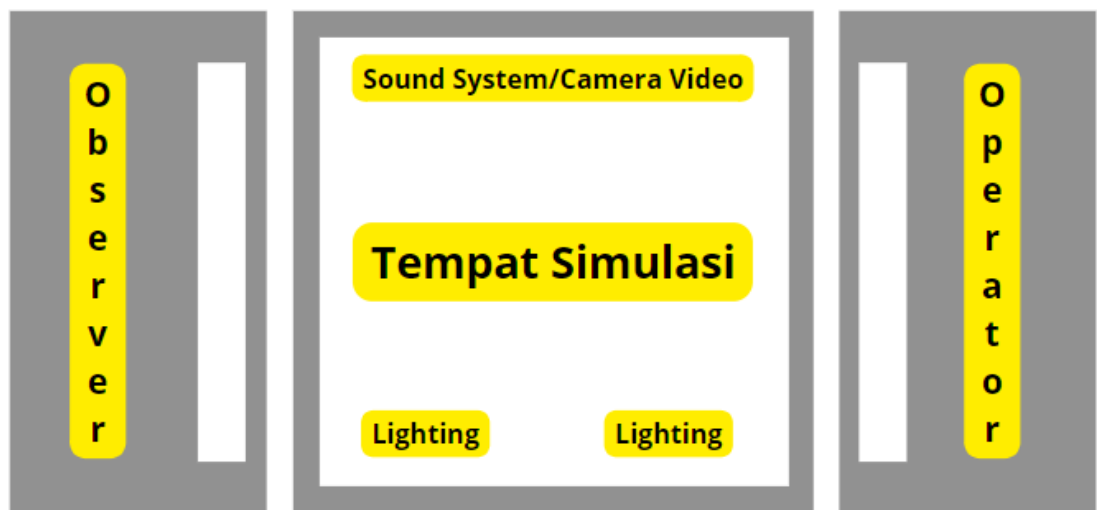 Observer
Sound System/Camera Video
Tempat Simulasi
Lighting
Lighting
Operator